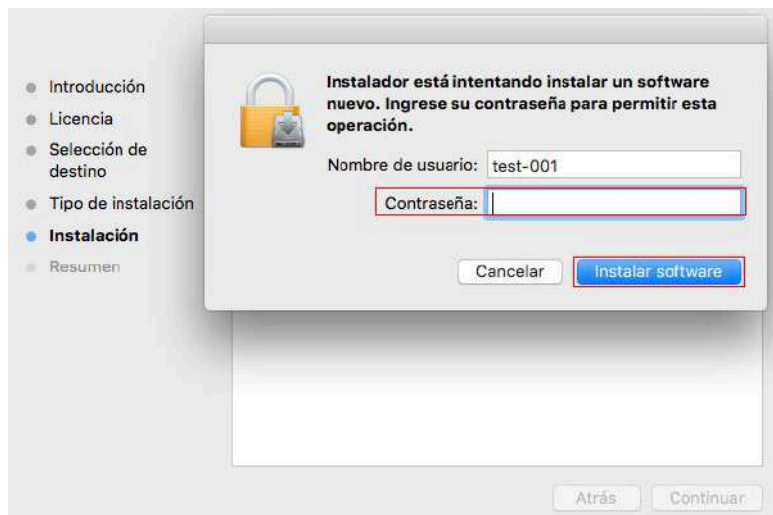 Introducción
Licencia
Selección de
destino
Tipo de instalación
Instalación
Resumen
Instalador está intentando instalar un software
nuevo. Ingrese su contraseña para permitir esta
operación.
Nombre de usuario: test-001
Contraseña:
Cancelar Instalar software
Atrás Continuar